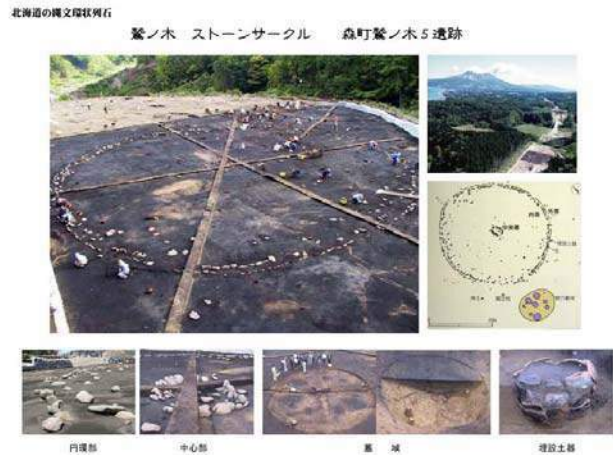 北海道の縄文環状列石
鷲ノ木 ストーンサークル 森町鷲ノ木5遺跡
円環部
中心部
墓域
埋設土器